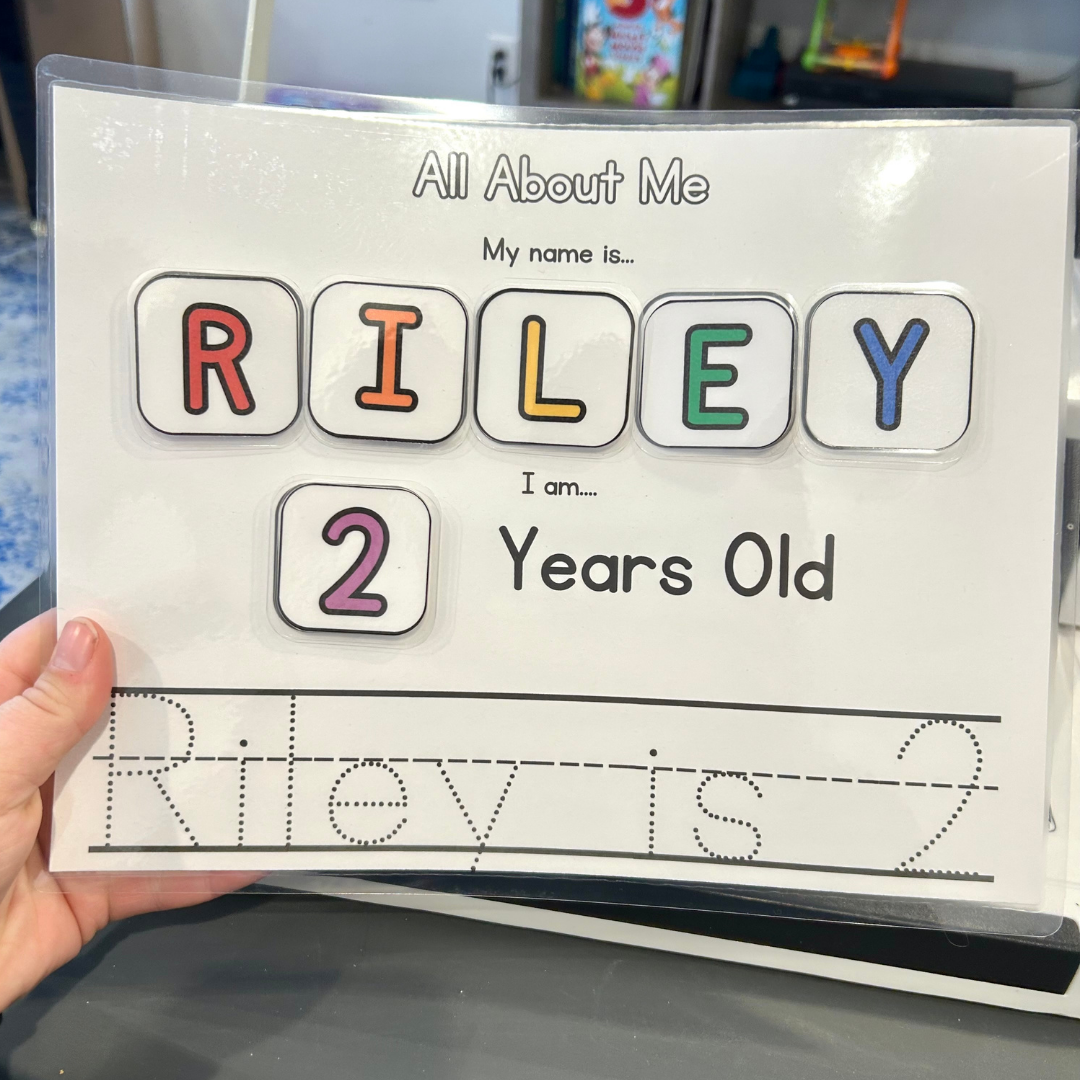 All About Me
My name is...
RILEY
I am....
2 Years Old
Riley is 2